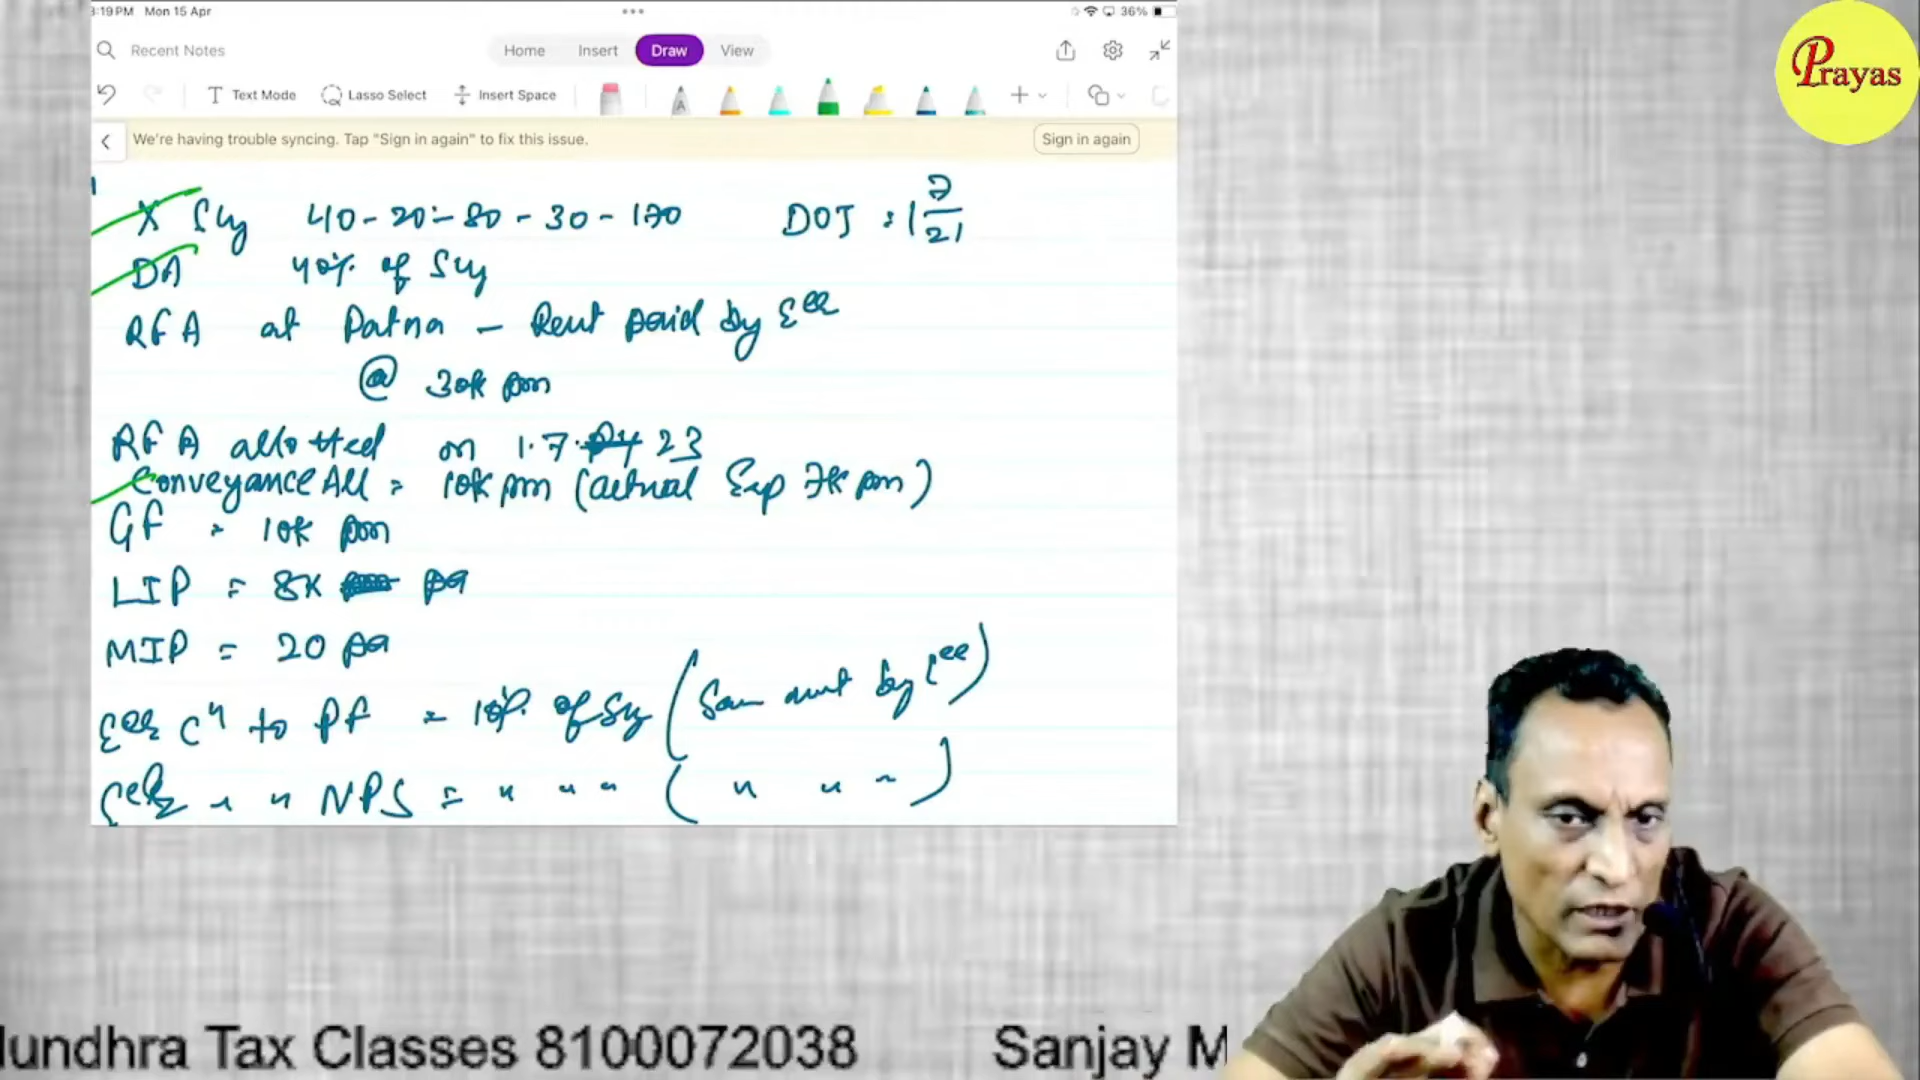 3:19 PM Mon 15 Apr
36%
Recent Notes
Home Insert Draw View
Text Mode Lasso Select Insert Space
We're having trouble syncing. Tap "Sign in again" to fix this issue.
Sign in again
Prayas
X Sly 40-20-80-30-170 DOJ : 1 7/21
DA 40% of Sly
RFA at Patna - Rent paid by Eee
@ 30k pm
RFA allotted on 1.7. 23
Conveyance All = 10k pm (actual Exp 7k pm)
GF = 10k pm
LIP = 8K pa
MIP = 20 pa
Eer Cn to PF = 10% of Sly (Same amt by Eee)
Eer " " NPS = " " " ( " " " )
lundhra Tax Classes 8100072038 Sanjay M